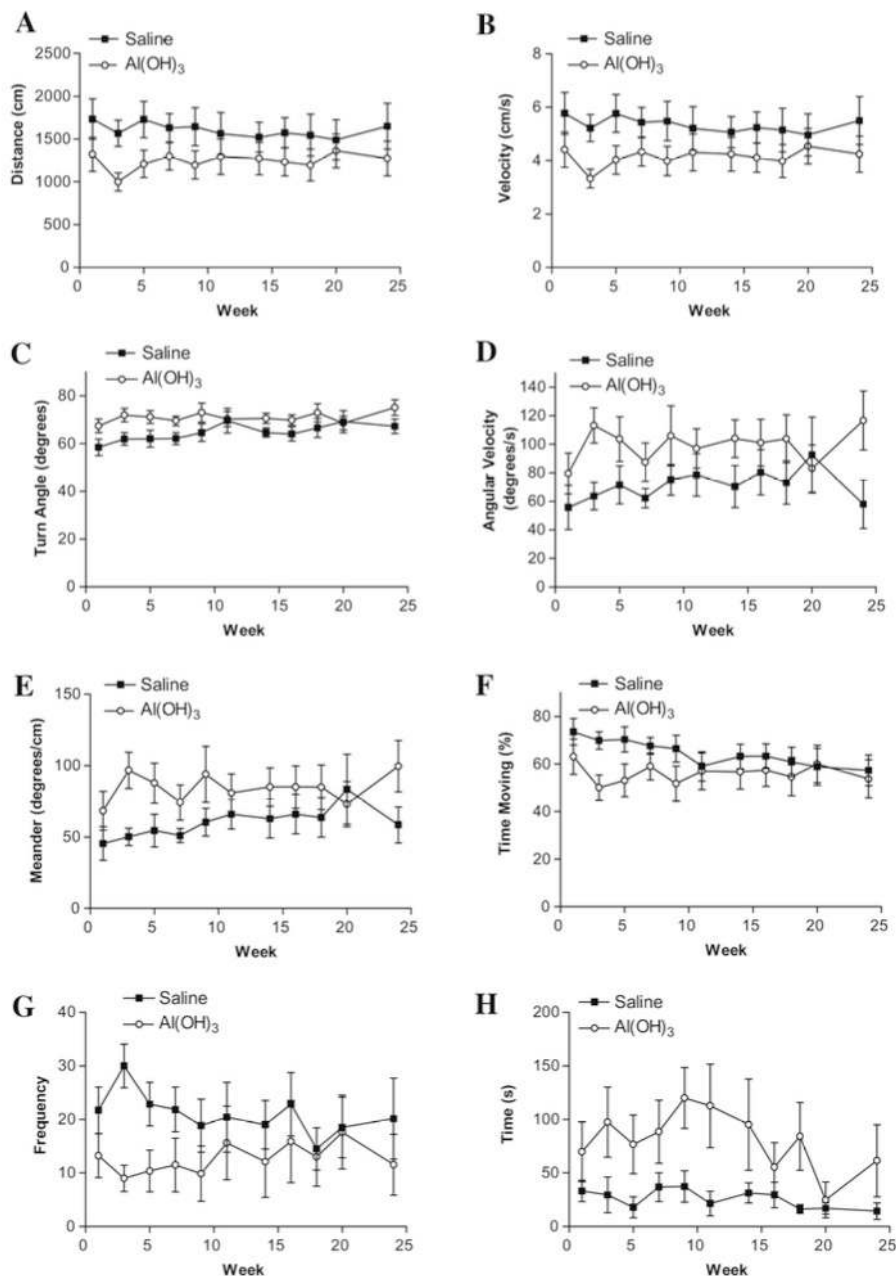 A
Saline
Al(OH)3
2500
2000
1500
1000
500
0
Distance (cm)
0 5 10 15 20 25
Week
B
Saline
Al(OH)3
8
6
4
2
0
Velocity (cm/s)
0 5 10 15 20 25
Week
C
Saline
Al(OH)3
80
60
40
20
0
Turn Angle (degrees)
0 5 10 15 20 25
Week
D
Saline
Al(OH)3
140
120
100
80
60
40
20
0
Angular Velocity
(degrees/s)
0 5 10 15 20 25
Week
E
Saline
Al(OH)3
150
100
50
0
Meander (degrees/cm)
0 5 10 15 20 25
Week
F
Saline
Al(OH)3
80
60
40
20
0
Time Moving (%)
0 5 10 15 20 25
Week
G
Saline
Al(OH)3
40
30
20
10
0
Frequency
0 5 10 15 20 25
Week
H
Saline
Al(OH)3
200
150
100
50
0
Time (s)
0 5 10 15 20 25
Week